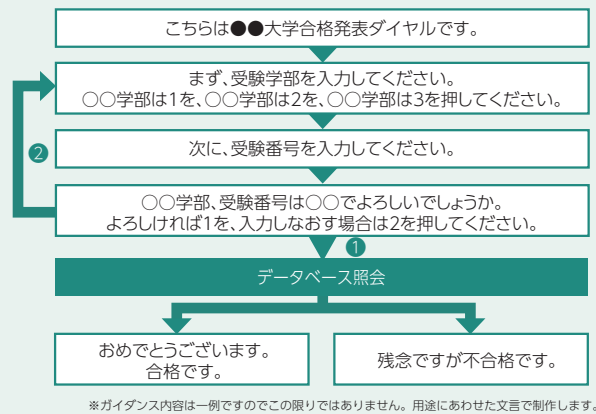 こちらは●●大学合格発表ダイヤルです。
まず、受験学部を入力してください。
○○学部は1を、○○学部は2を、○○学部は3を押してください。
❷
次に、受験番号を入力してください。
○○学部、受験番号は○○でよろしいでしょうか。
よろしければ1を、入力しなおす場合は2を押してください。
❶
データベース照会
おめでとうございます。
合格です。
残念ですが不合格です。
※ガイダンス内容は一例ですのでこの限りではありません。用途にあわせた文言で制作します。